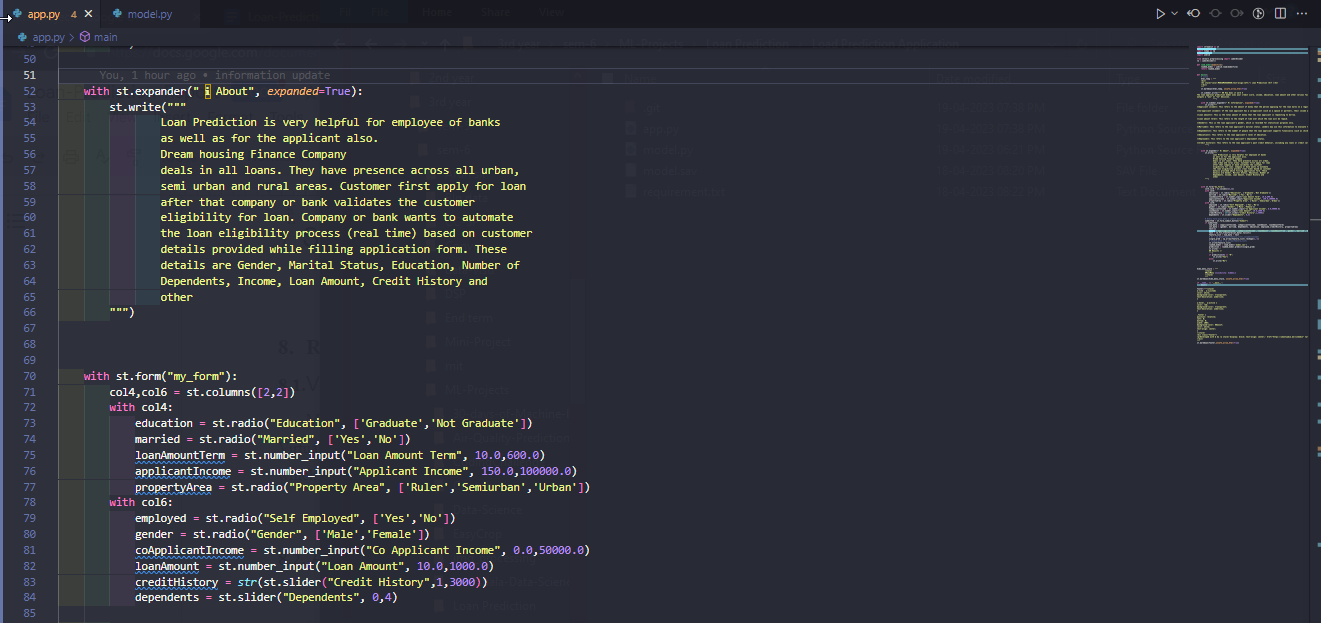 app.py 4 ×
model.py
app.py > main
50
51 You, 1 hour ago • information update
52 with st.expander(" ℹ About", expanded=True):
53 st.write("""
54 Loan Prediction is very helpful for employee of banks
55 as well as for the applicant also.
56 Dream housing Finance Company
57 deals in all loans. They have presence across all urban,
58 semi urban and rural areas. Customer first apply for loan
59 after that company or bank validates the customer
60 eligibility for loan. Company or bank wants to automate
61 the loan eligibility process (real time) based on customer
62 details provided while filling application form. These
63 details are Gender, Marital Status, Education, Number of
64 Dependents, Income, Loan Amount, Credit History and
65 other
66 """)
67
68
69
70 with st.form("my_form"):
71 col4,col6 = st.columns([2,2])
72 with col4:
73 education = st.radio("Education", ['Graduate','Not Graduate'])
74 married = st.radio("Married", ['Yes','No'])
75 loanAmountTerm = st.number_input("Loan Amount Term", 10.0,600.0)
76 applicantIncome = st.number_input("Applicant Income", 150.0,100000.0)
77 propertyArea = st.radio("Property Area", ['Ruler','Semiurban','Urban'])
78 with col6:
79 employed = st.radio("Self Employed", ['Yes','No'])
80 gender = st.radio("Gender", ['Male','Female'])
81 coApplicantIncome = st.number_input("Co Applicant Income", 0.0,50000.0)
82 loanAmount = st.number_input("Loan Amount", 10.0,1000.0)
83 creditHistory = str(st.slider("Credit History",1,3000))
84 dependents = st.slider("Dependents", 0,4)
85